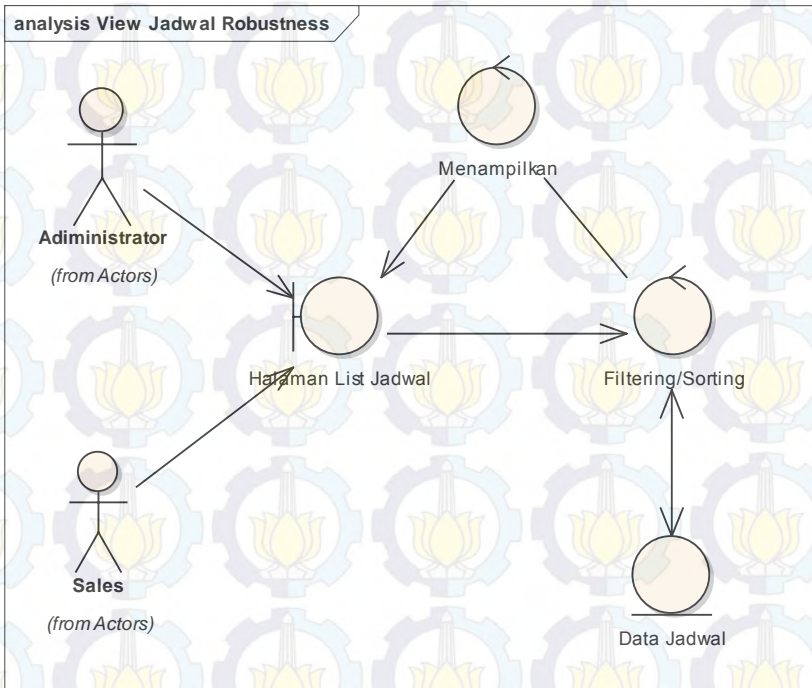 analysis View Jadwal Robustness
Menampilkan
Adiministrator
(from Actors)
Halaman List Jadwal
Filtering/Sorting
Sales
(from Actors)
Data Jadwal